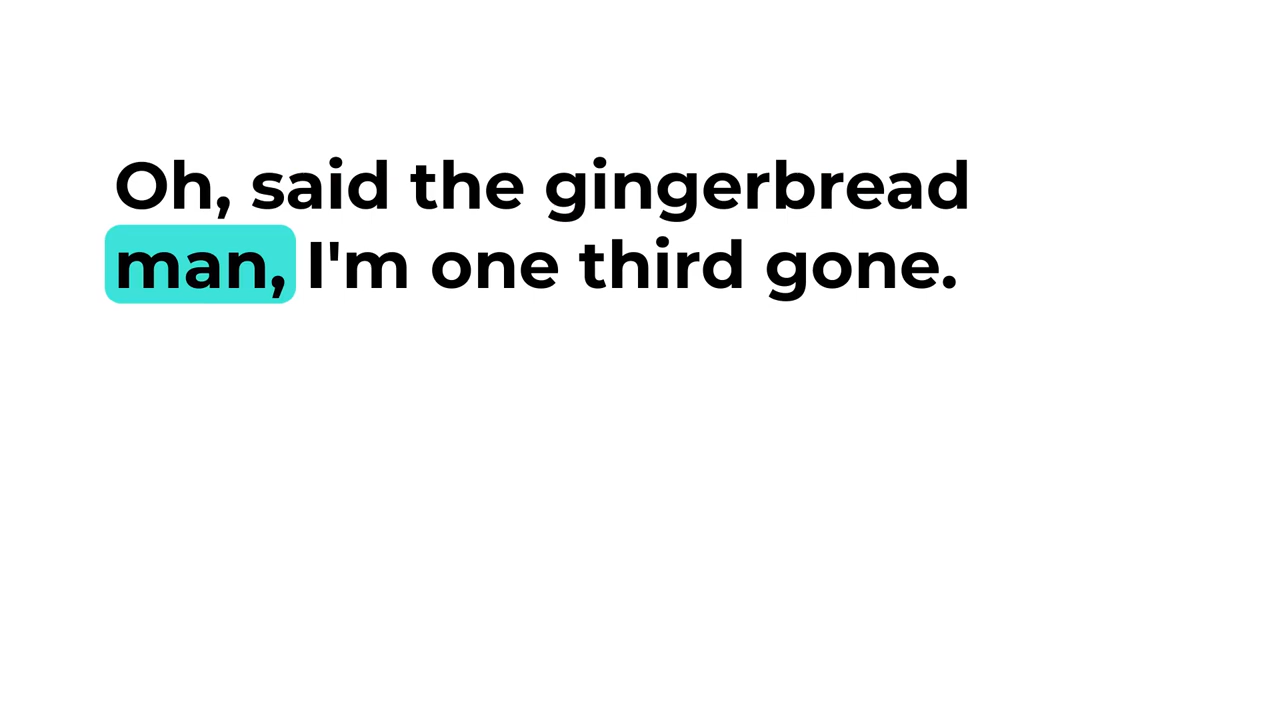 Oh, said the gingerbread
man, I'm one third gone.